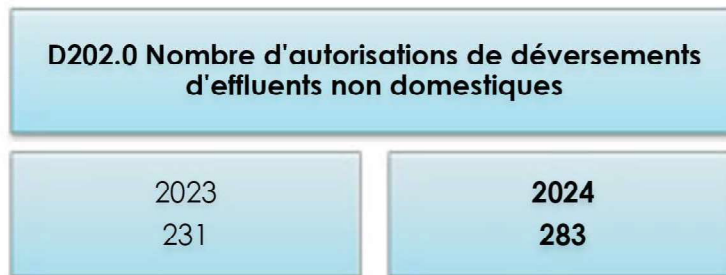 D202.0 Nombre d'autorisations de déversements
d'effluents non domestiques
2023
231
2024
283